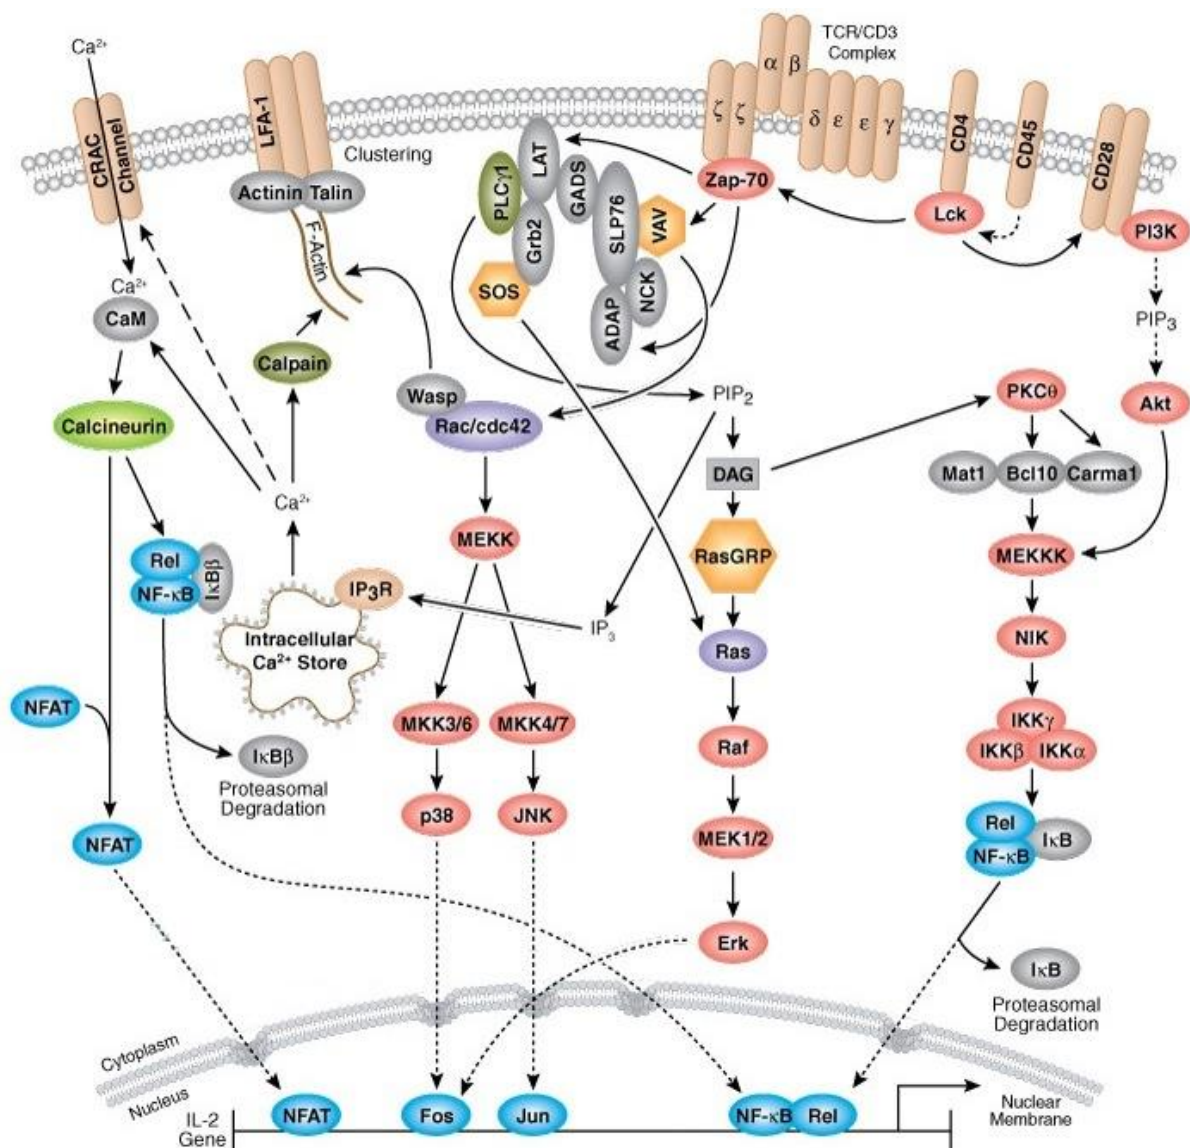 TCR/CD3
Complex
Ca²⁺
α
β
ζ
ζ
δ
ε
ε
γ
CRAC
Channel
LFA-1
Clustering
CD4
CD45
CD28
Actinin
Talin
F-Actin
PLCγ1
LAT
GADS
Grb2
SLP76
VAV
NCK
ADAP
SOS
Zap-70
Lck
PI3K
PIP₃
Akt
Ca²⁺
CaM
Calcineurin
Calpain
Wasp
Rac/cdc42
PIP₂
DAG
PKCθ
Mat1
Bcl10
Carma1
Ca²⁺
MEKK
RasGRP
MEKKK
Rel
NF-κB
IκBβ
IP₃R
Intracellular
Ca²⁺ Store
IP₃
Ras
NIK
NFAT
MKK3/6
MKK4/7
Raf
IKKγ
IKKβ
IKKα
IκBβ
Proteasomal
Degradation
p38
JNK
MEK1/2
Rel
NF-κB
IκB
NFAT
Erk
IκB
Proteasomal
Degradation
Cytoplasm
Nucleus
IL-2
Gene
NFAT
Fos
Jun
NF-κB
Rel
Nuclear
Membrane